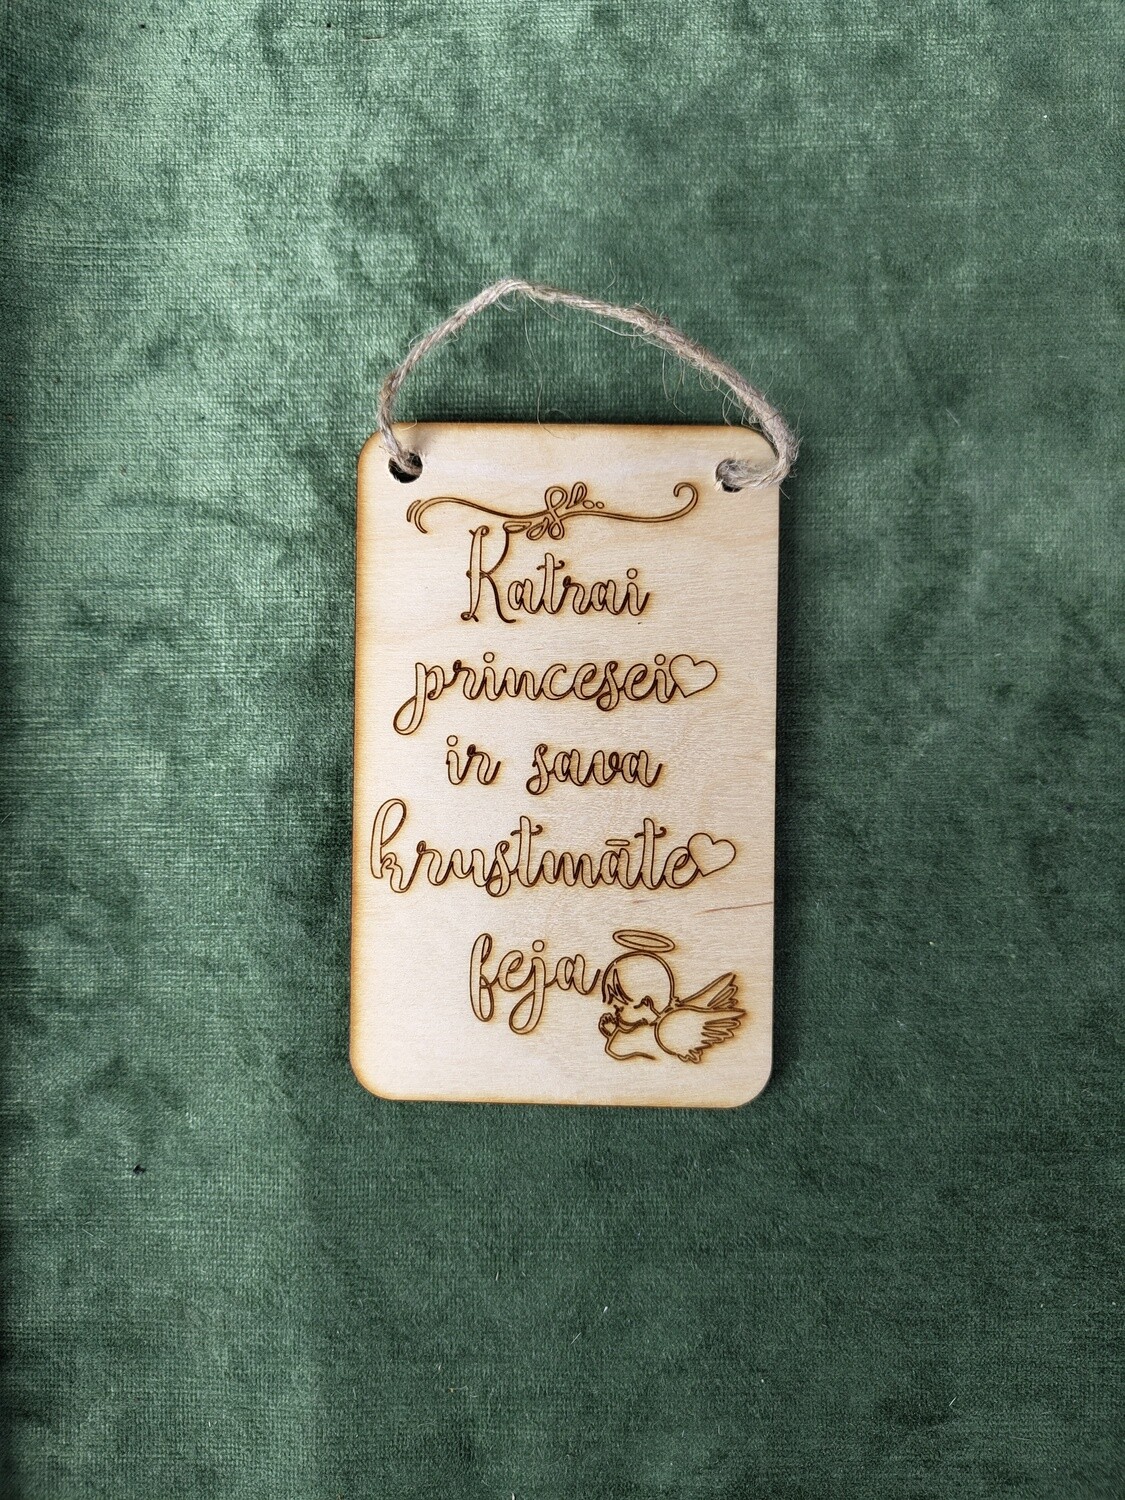 Katrai
princesei
ir sava
krustmāte
feja